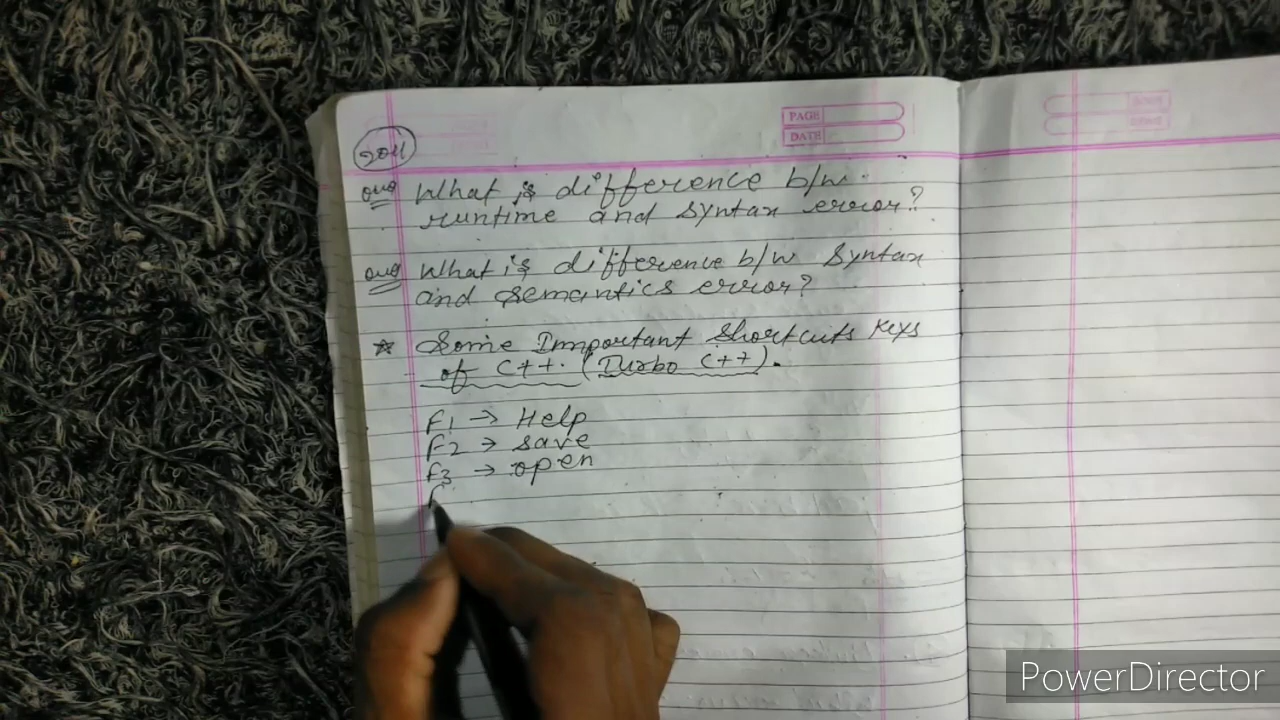 PAGE
DATE
2011
Que What is difference b/w
runtime and Syntax error?
Que What is difference b/w Syntax
and Semantics error?
☆ Some Important Shortcuts Keys
of C++. (Turbo C++).
F1 → Help
F2 → save
F3 → open
PowerDirector